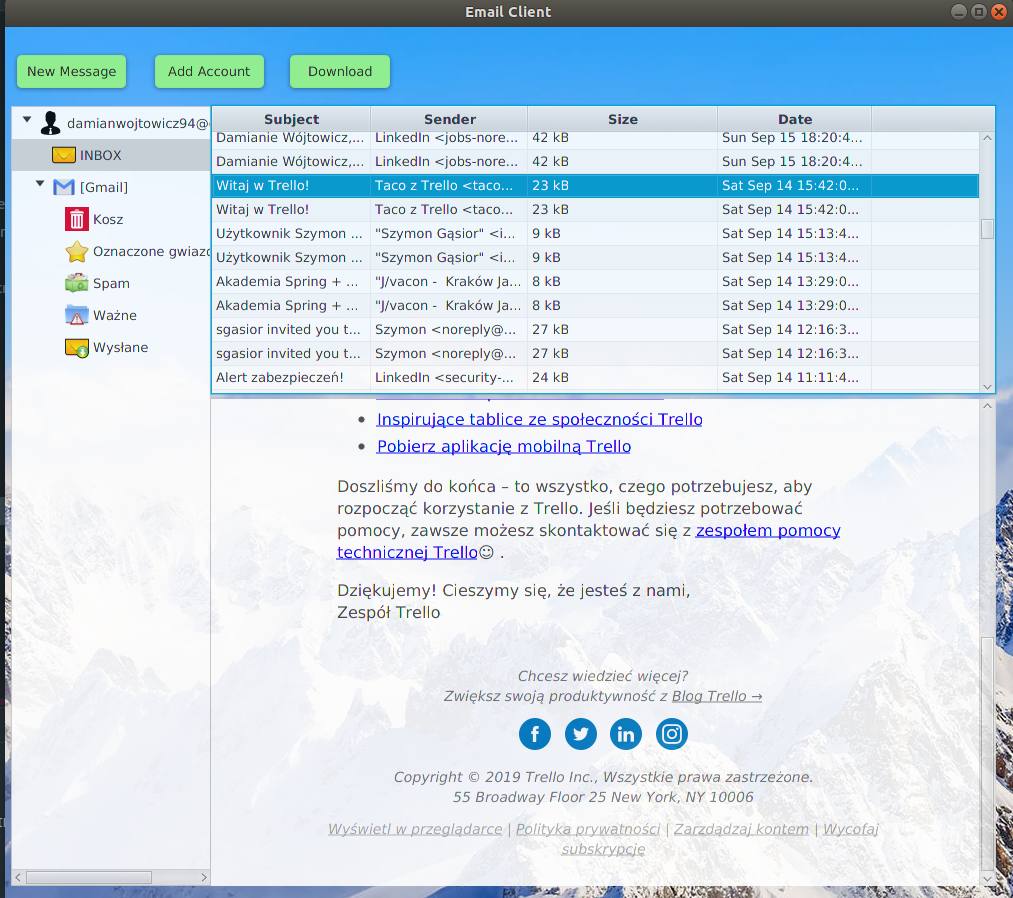 Email Client
New Message Add Account Download
damianwojtowicz94@
INBOX
[Gmail]
Kosz
Oznaczone gwiazd
Spam
Ważne
Wysłane
Subject Sender Size Date
Damianie Wójtowicz,... LinkedIn <jobs-nore... 42 kB Sun Sep 15 18:20:4...
Damianie Wójtowicz,... LinkedIn <jobs-nore... 42 kB Sun Sep 15 18:20:4...
Witaj w Trello! Taco z Trello <taco... 23 kB Sat Sep 14 15:42:0...
Witaj w Trello! Taco z Trello <taco... 23 kB Sat Sep 14 15:42:0...
Użytkownik Szymon ... "Szymon Gąsior" <i... 9 kB Sat Sep 14 15:13:4...
Użytkownik Szymon ... "Szymon Gąsior" <i... 9 kB Sat Sep 14 15:13:4...
Akademia Spring + ... "J/vacon - Kraków Ja... 8 kB Sat Sep 14 13:29:0...
Akademia Spring + ... "J/vacon - Kraków Ja... 8 kB Sat Sep 14 13:29:0...
sgasior invited you t... Szymon <noreply@... 27 kB Sat Sep 14 12:16:3...
sgasior invited you t... Szymon <noreply@... 27 kB Sat Sep 14 12:16:3...
Alert zabezpieczeń! LinkedIn <security-... 24 kB Sat Sep 14 11:11:4...
• Inspirujące tablice ze społeczności Trello
• Pobierz aplikację mobilną Trello
Doszliśmy do końca – to wszystko, czego potrzebujesz, aby
rozpocząć korzystanie z Trello. Jeśli będziesz potrzebować
pomocy, zawsze możesz skontaktować się z zespołem pomocy
technicznej Trello☺ .
Dziękujemy! Cieszymy się, że jesteś z nami,
Zespół Trello
Chcesz wiedzieć więcej?
Zwiększ swoją produktywność z Blog Trello →
Copyright © 2019 Trello Inc., Wszystkie prawa zastrzeżone.
55 Broadway Floor 25 New York, NY 10006
Wyświetl w przeglądarce | Polityka prywatności | Zarządzaj kontem | Wycofaj
subskrypcję